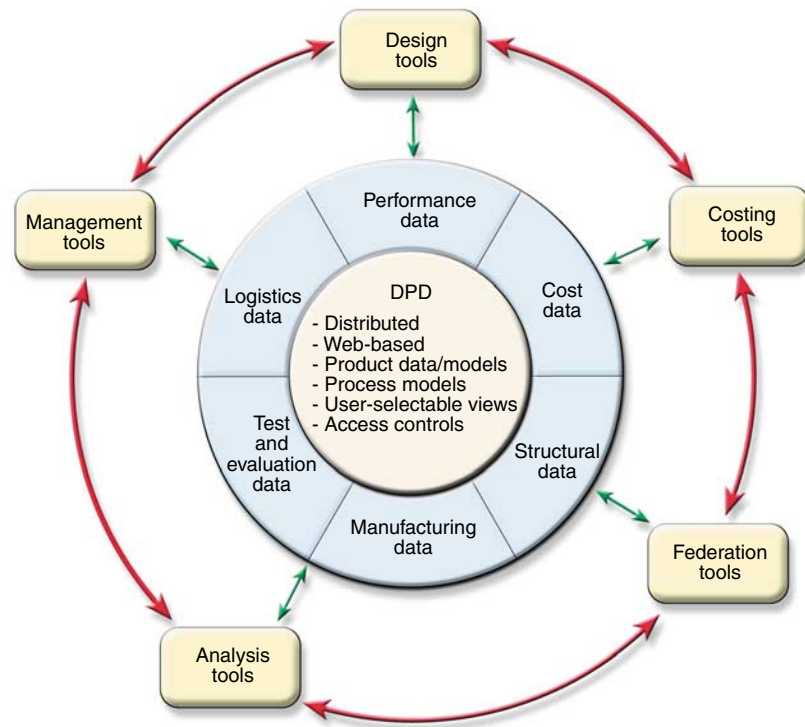 Design
tools
Management
tools
Costing
tools
Performance
data
Logistics
data
Cost
data
DPD
- Distributed
- Web-based
- Product data/models
- Process models
- User-selectable views
- Access controls
Test
and
evaluation
data
Structural
data
Manufacturing
data
Federation
tools
Analysis
tools